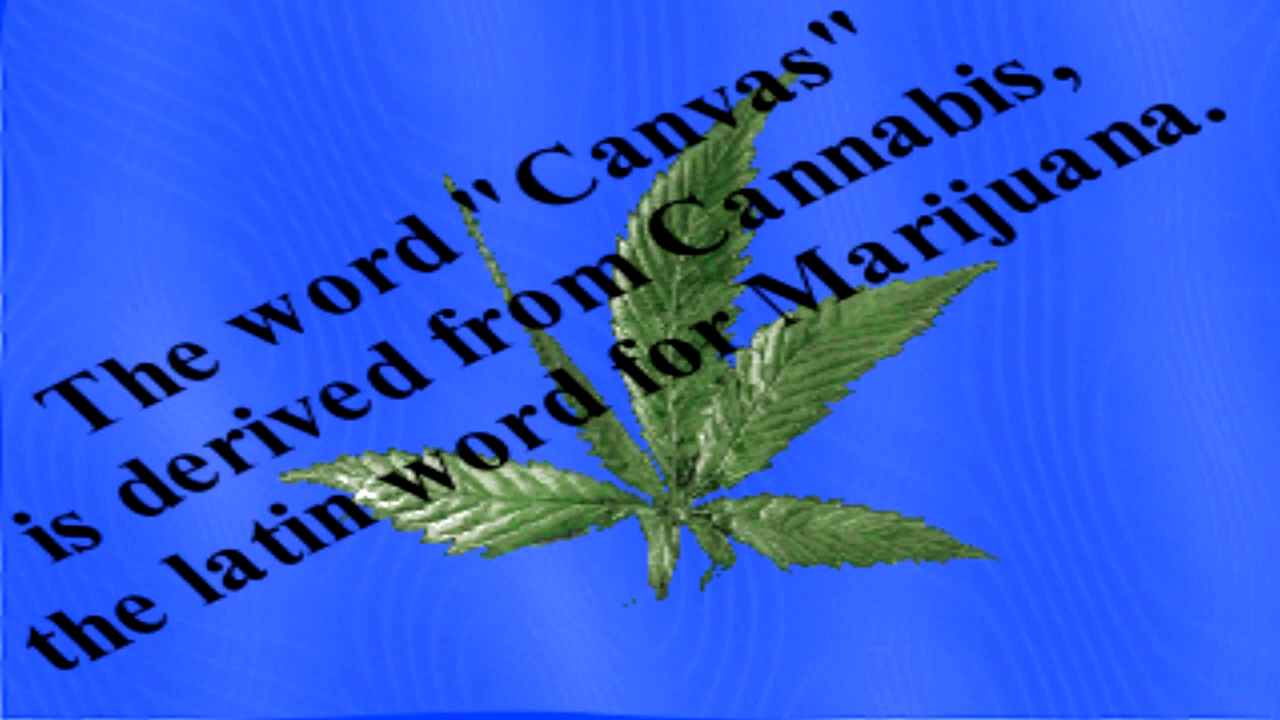 The word "Canvas"
is derived from Cannabis,
the latin word for Marijuana.